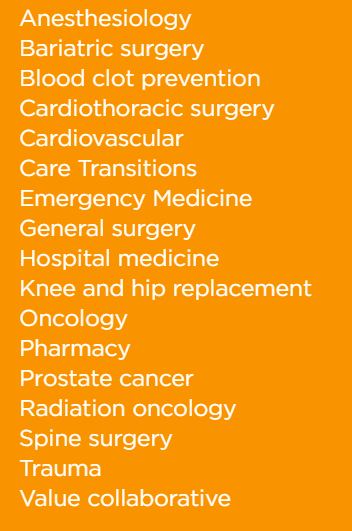 Anesthesiology
Bariatric surgery
Blood clot prevention
Cardiothoracic surgery
Cardiovascular
Care Transitions
Emergency Medicine
General surgery
Hospital medicine
Knee and hip replacement
Oncology
Pharmacy
Prostate cancer
Radiation oncology
Spine surgery
Trauma
Value collaborative